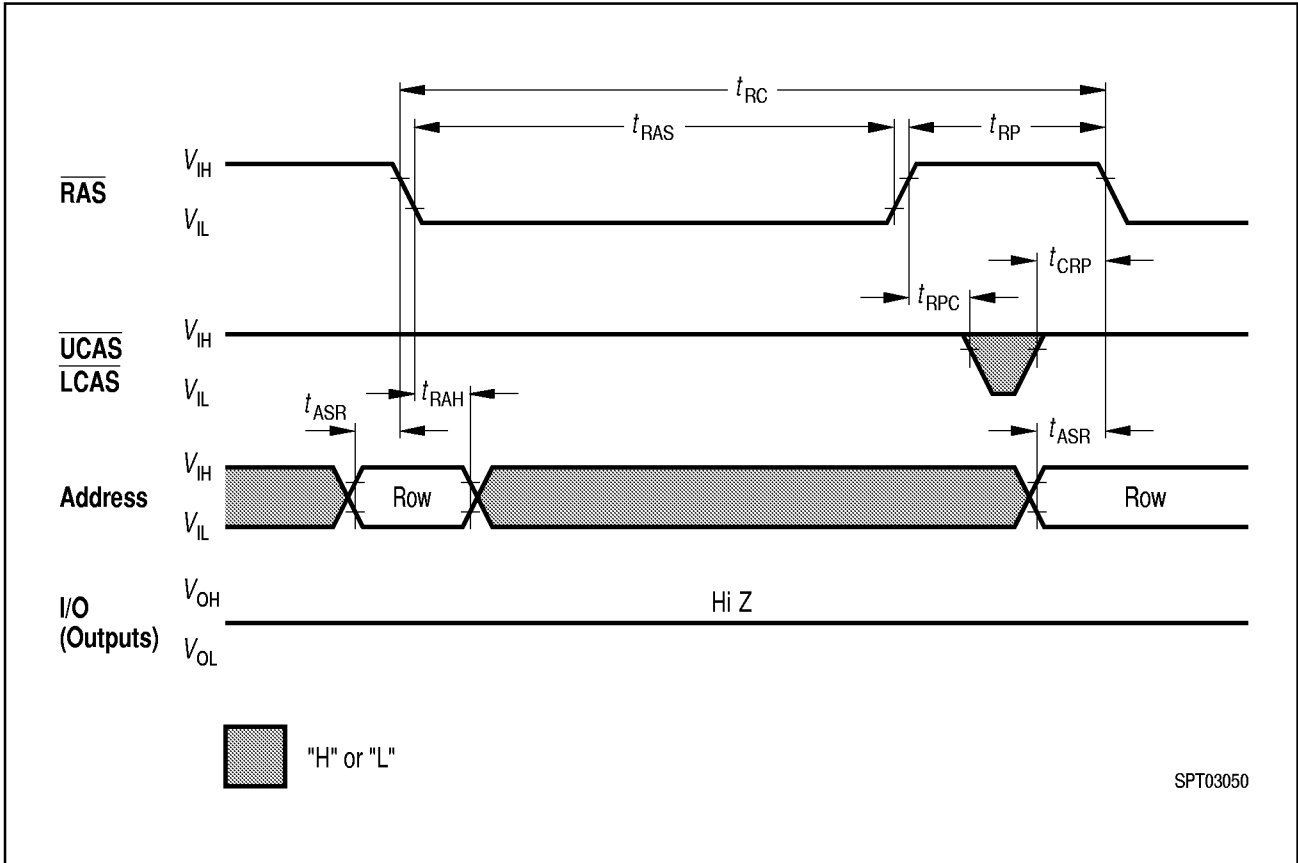 tRC
tRAS
tRP
RAS
VIH
VIL
tCRP
tRPC
UCAS
LCAS
VIH
VIL
tRAH
tASR
tASR
Address
VIH
VIL
Row
Row
I/O
(Outputs)
VOH
VOL
Hi Z
"H" or "L"
SPT03050